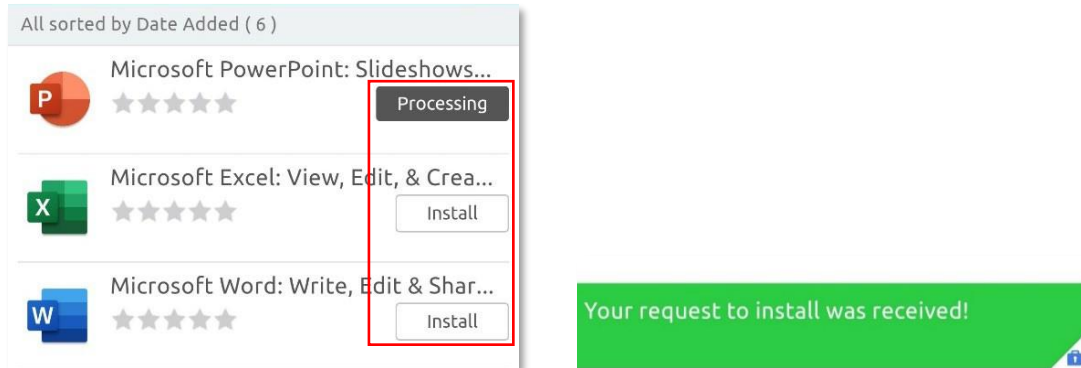 All sorted by Date Added ( 6 )
Microsoft PowerPoint: Slideshows...
P
Processing
Microsoft Excel: View, Edit, & Crea...
X
Install
Microsoft Word: Write, Edit & Shar...
W
Install
Your request to install was received!